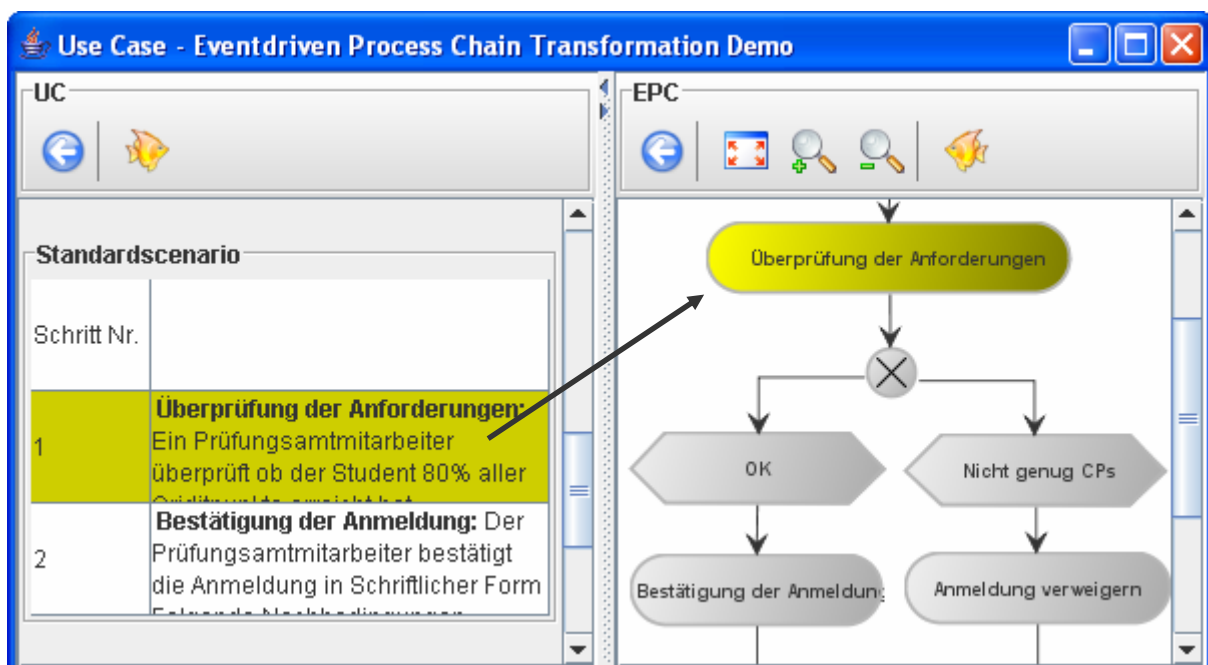 Use Case - Eventdriven Process Chain Transformation Demo
UC
EPC
Standardscenario
Schritt Nr.
1
Überprüfung der Anforderungen:
Ein Prüfungsamtmitarbeiter
überprüft ob der Student 80% aller
2
Bestätigung der Anmeldung: Der
Prüfungsamtmitarbeiter bestätigt
die Anmeldung in Schriftlicher Form
Überprüfung der Anforderungen
OK
Nicht genug CPs
Bestätigung der Anmeldung
Anmeldung verweigern